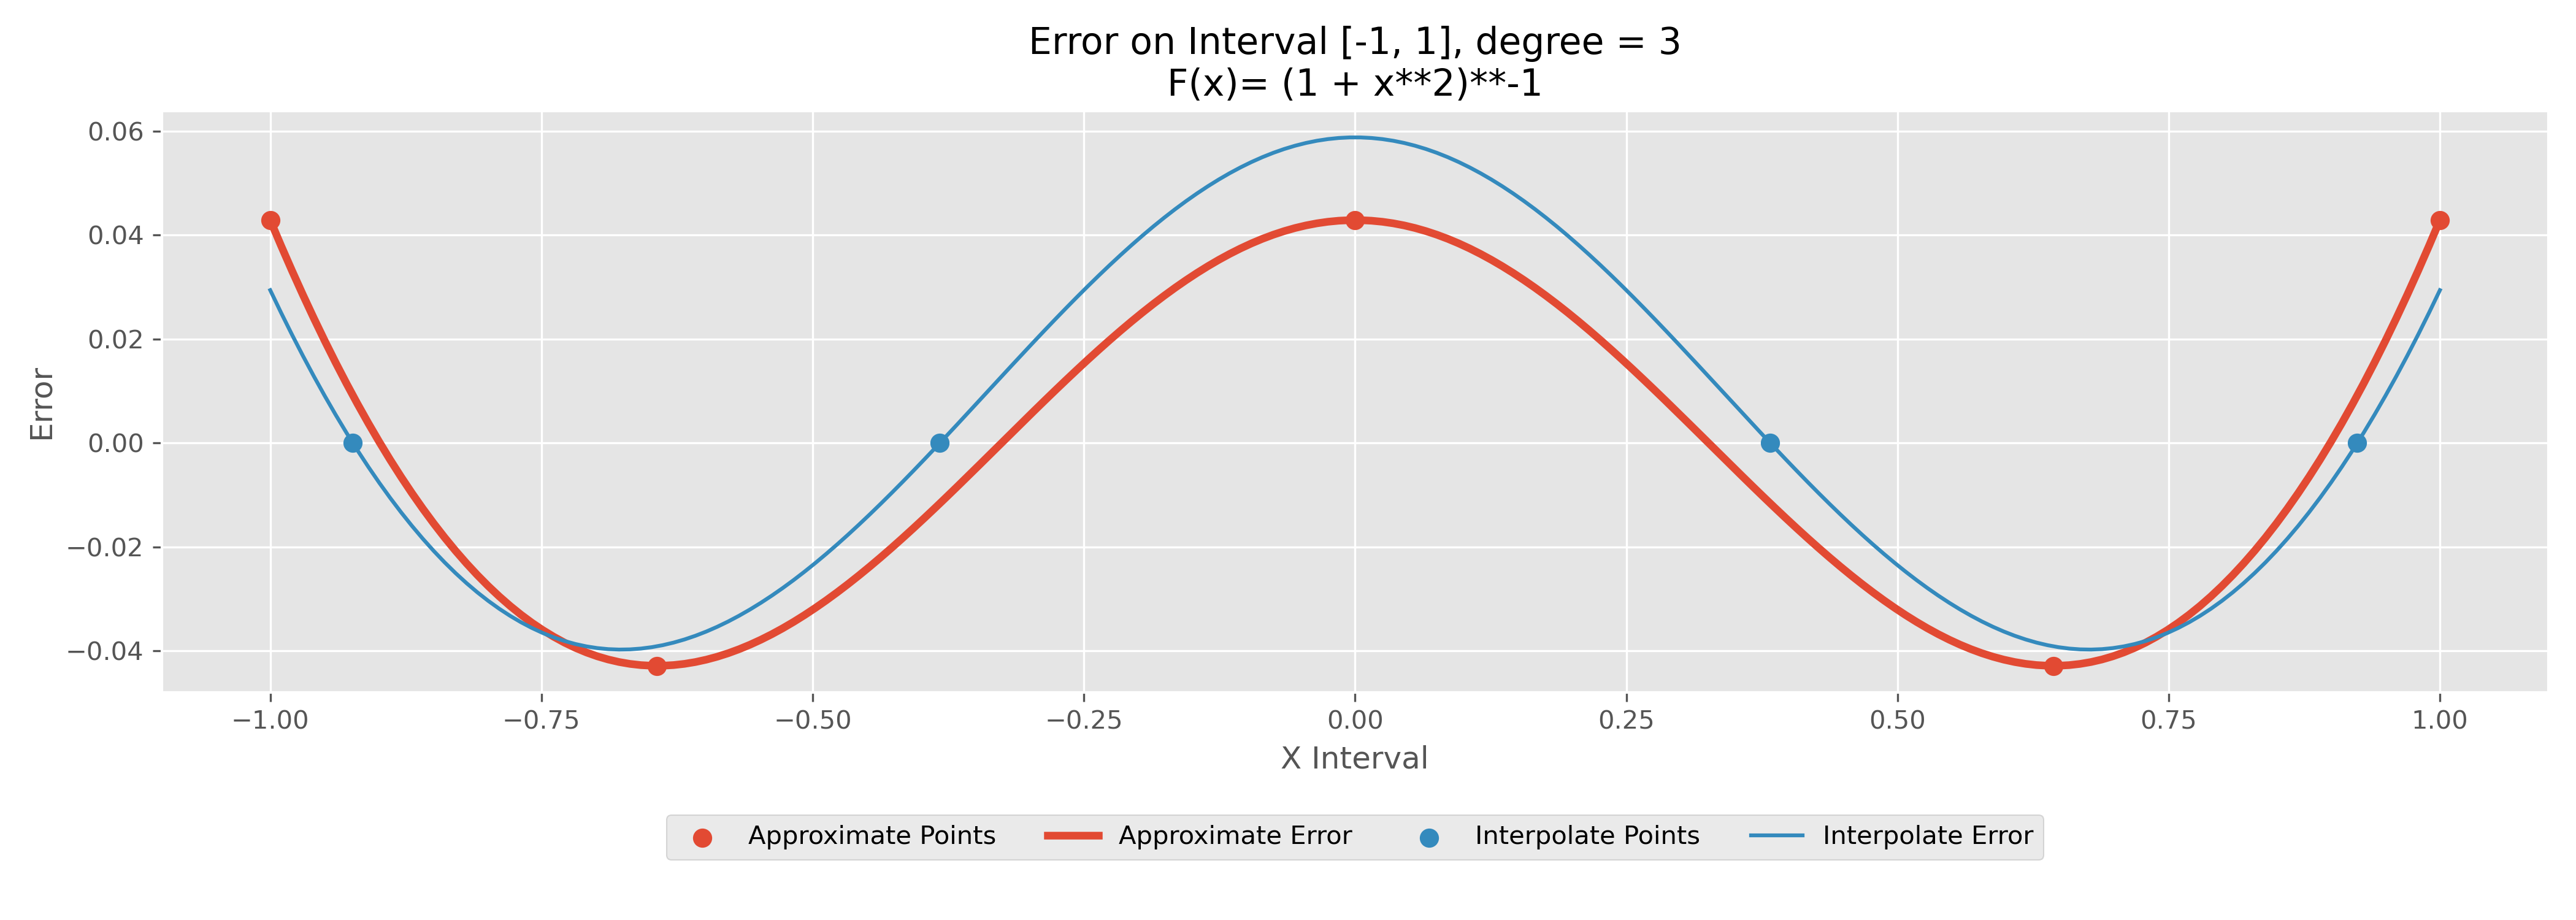 Error on Interval [-1, 1], degree = 3
F(x)= (1 + x**2)**-1
0.06
0.04
0.02
0.00
−0.02
−0.04
Error
−1.00 −0.75 −0.50 −0.25 0.00 0.25 0.50 0.75 1.00
X Interval
Approximate Points Approximate Error Interpolate Points Interpolate Error